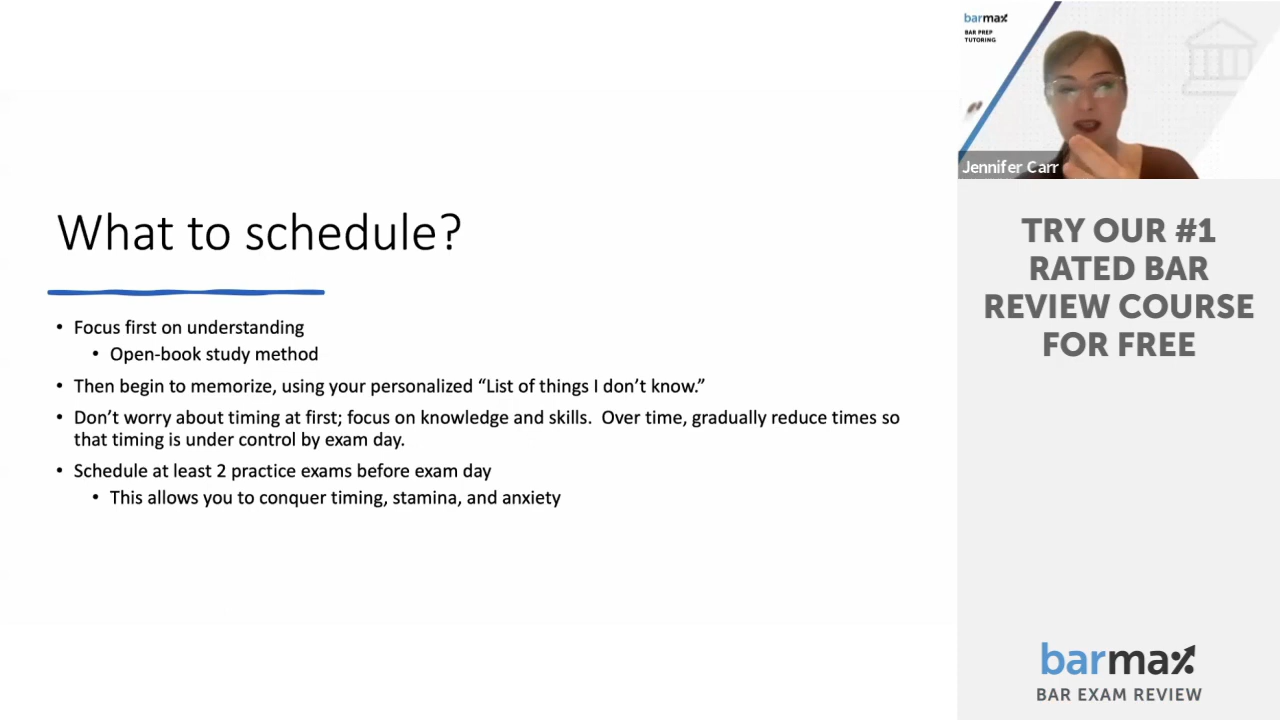 What to schedule?
• Focus first on understanding
• Open-book study method
• Then begin to memorize, using your personalized “List of things I don’t know.”
• Don’t worry about timing at first; focus on knowledge and skills.  Over time, gradually reduce times so
that timing is under control by exam day.
• Schedule at least 2 practice exams before exam day
• This allows you to conquer timing, stamina, and anxiety
barmax
BAR PREP
TUTORING
Jennifer Carr
TRY OUR #1
RATED BAR
REVIEW COURSE
FOR FREE
barmax
BAR EXAM REVIEW